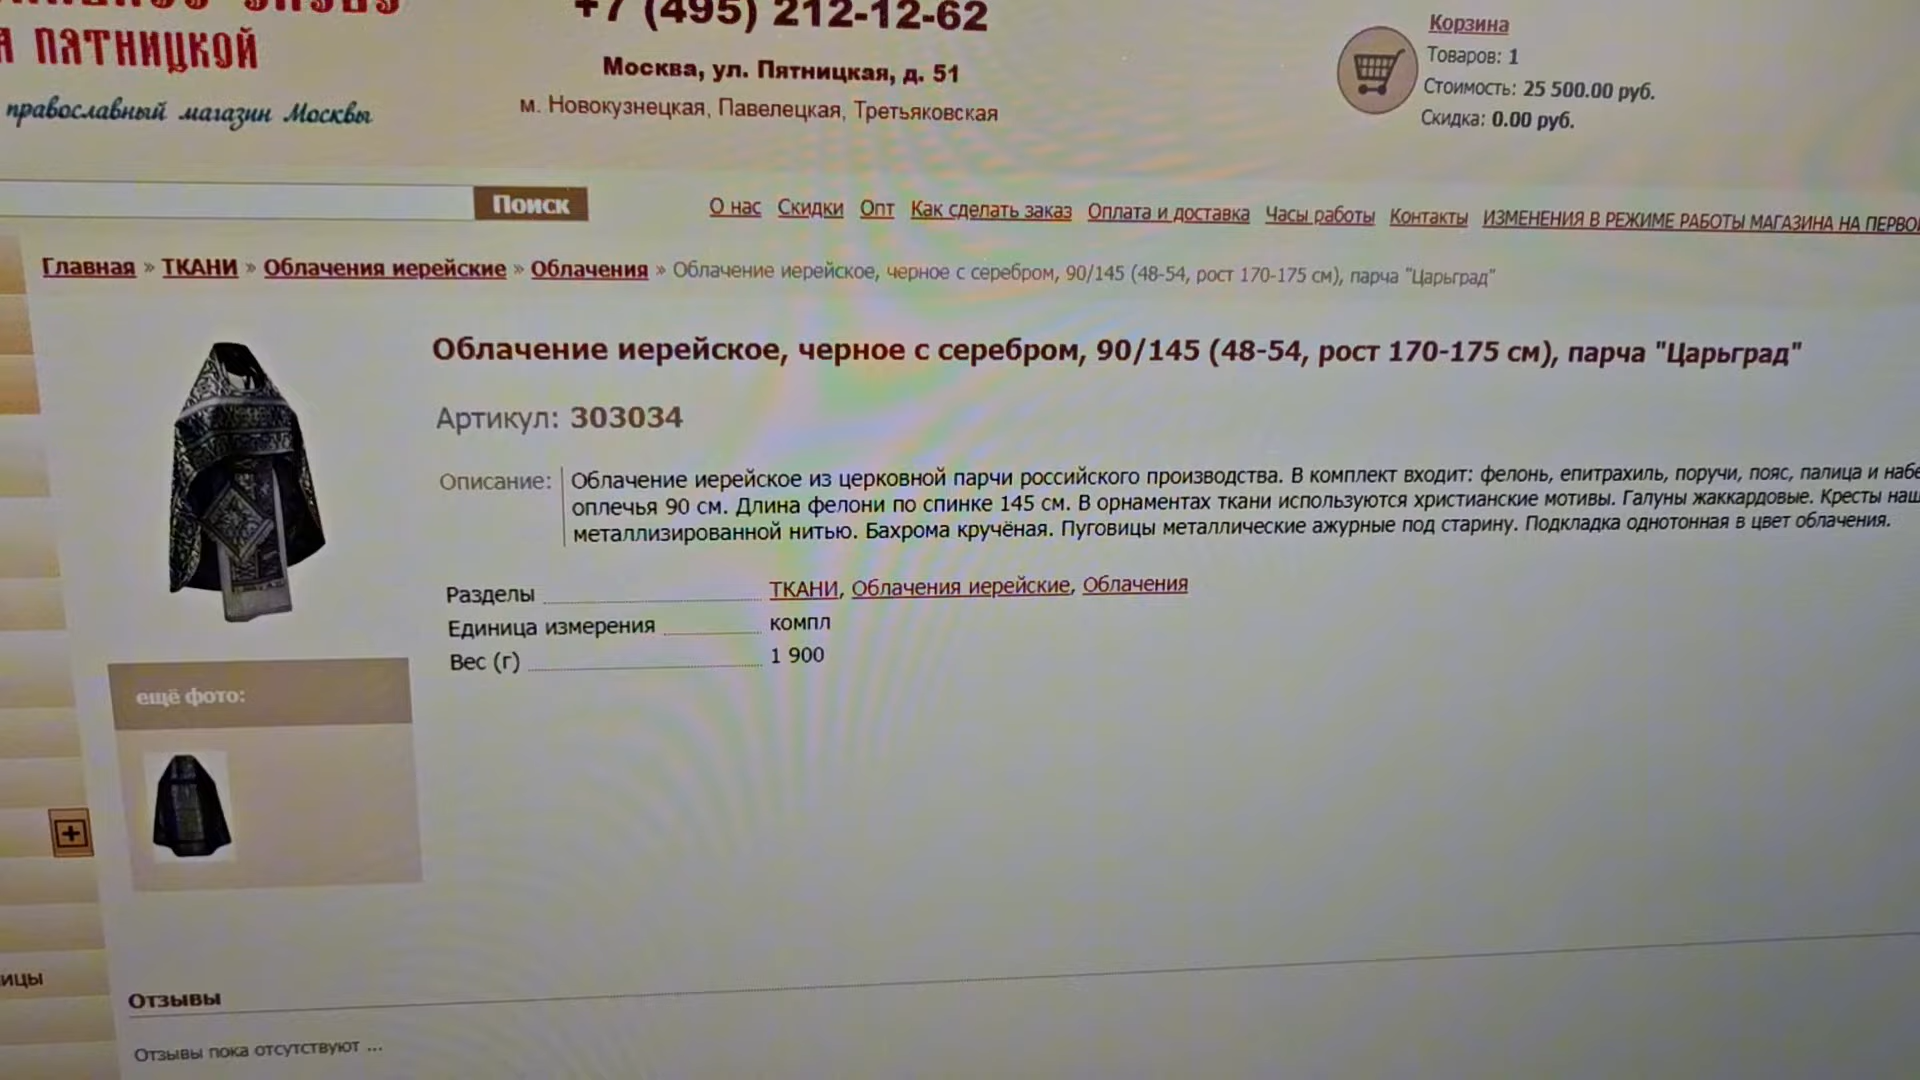 ПЯТНИЦКОЙ
православный магазин Москвы
+7 (495) 212-12-62
Москва, ул. Пятницкая, д. 51
м. Новокузнецкая, Павелецкая, Третьяковская
Корзина
Товаров: 1
Стоимость: 25 500.00 руб.
Скидка: 0.00 руб.
Поиск
О нас Скидки Опт Как сделать заказ Оплата и доставка Часы работы Контакты ИЗМЕНЕНИЯ В РЕЖИМЕ РАБОТЫ МАГАЗИНА НА
Главная » ТКАНИ » Облачения иерейские » Облачения » Облачение иерейское, черное с серебром, 90/145 (48-54, рост 170-175 см), парча "Царьград"
Облачение иерейское, черное с серебром, 90/145 (48-54, рост 170-175 см), парча "Царьград"
Артикул: 303034
Описание: Облачение иерейское из церковной парчи российского производства. В комплект входит: фелонь, епитрахиль, поручи, пояс, палица и
оплечья 90 см. Длина фелони по спинке 145 см. В орнаментах ткани используются христианские мотивы. Галуны жаккардовые. Кресты
металлизированной нитью. Бахрома кручёная. Пуговицы металлические ажурные под старину. Подкладка однотонная в цвет облачения.
Разделы ТКАНИ, Облачения иерейские, Облачения
Единица измерения компл
Вес (г) 1 900
ещё фото:
Отзывы
Отзывы пока отсутствуют ...